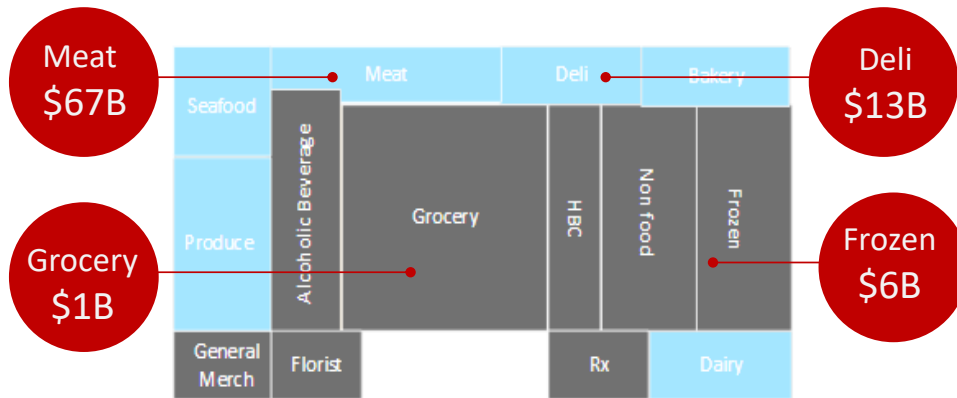 Meat
$67B
Deli
$13B
Meat
Deli
Bakery
Seafood
Alcoholic Beverage
Grocery
HBC
Non food
Frozen
Produce
Grocery
$1B
Frozen
$6B
General
Merch
Florist
Rx
Dairy